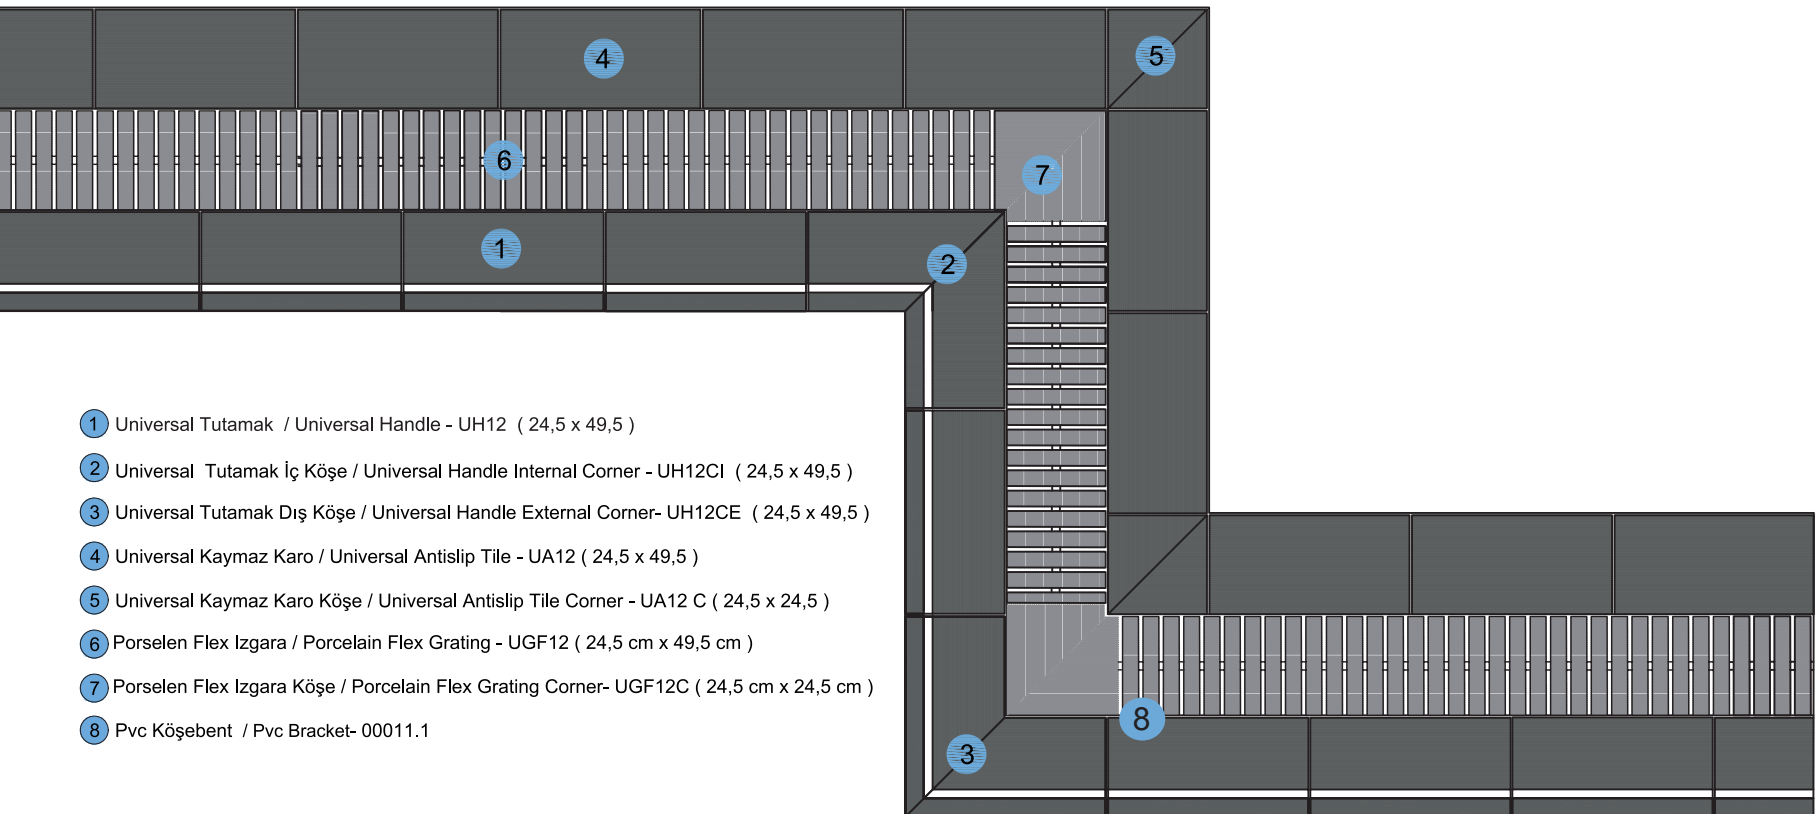 4
5
6
7
1
2
1 Universal Tutamak / Universal Handle - UH12 ( 24,5 x 49,5 )
2 Universal Tutamak İç Köşe / Universal Handle Internal Corner - UH12CI ( 24,5 x 49,5 )
3 Universal Tutamak Dış Köşe / Universal Handle External Corner- UH12CE ( 24,5 x 49,5 )
4 Universal Kaymaz Karo / Universal Antislip Tile - UA12 ( 24,5 x 49,5 )
5 Universal Kaymaz Karo Köşe / Universal Antislip Tile Corner - UA12 C ( 24,5 x 24,5 )
6 Porselen Flex Izgara / Porcelain Flex Grating - UGF12 ( 24,5 cm x 49,5 cm )
7 Porselen Flex Izgara Köşe / Porcelain Flex Grating Corner- UGF12C ( 24,5 cm x 24,5 cm )
8 Pvc Köşebent / Pvc Bracket- 00011.1
8
3